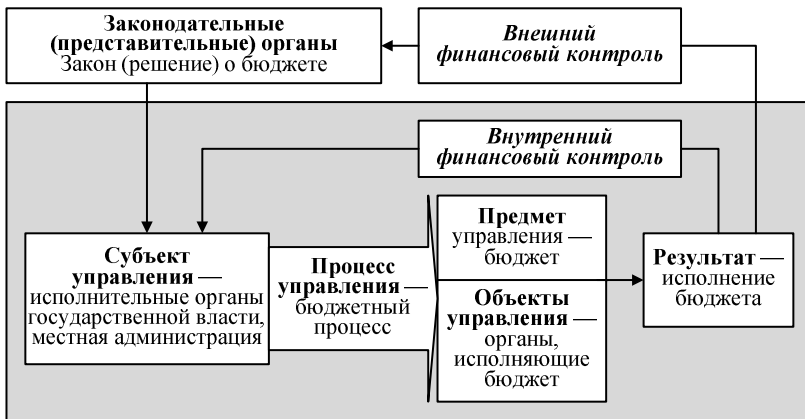 Законодательные
(представительные) органы
Закон (решение) о бюджете
Внешний
финансовый контроль
Внутренний
финансовый контроль
Субъект
управления —
исполнительные органы
государственной власти,
местная администрация
Процесс
управления —
бюджетный
процесс
Предмет
управления —
бюджет
Объекты
управления —
органы,
исполняющие
бюджет
Результат —
исполнение
бюджета